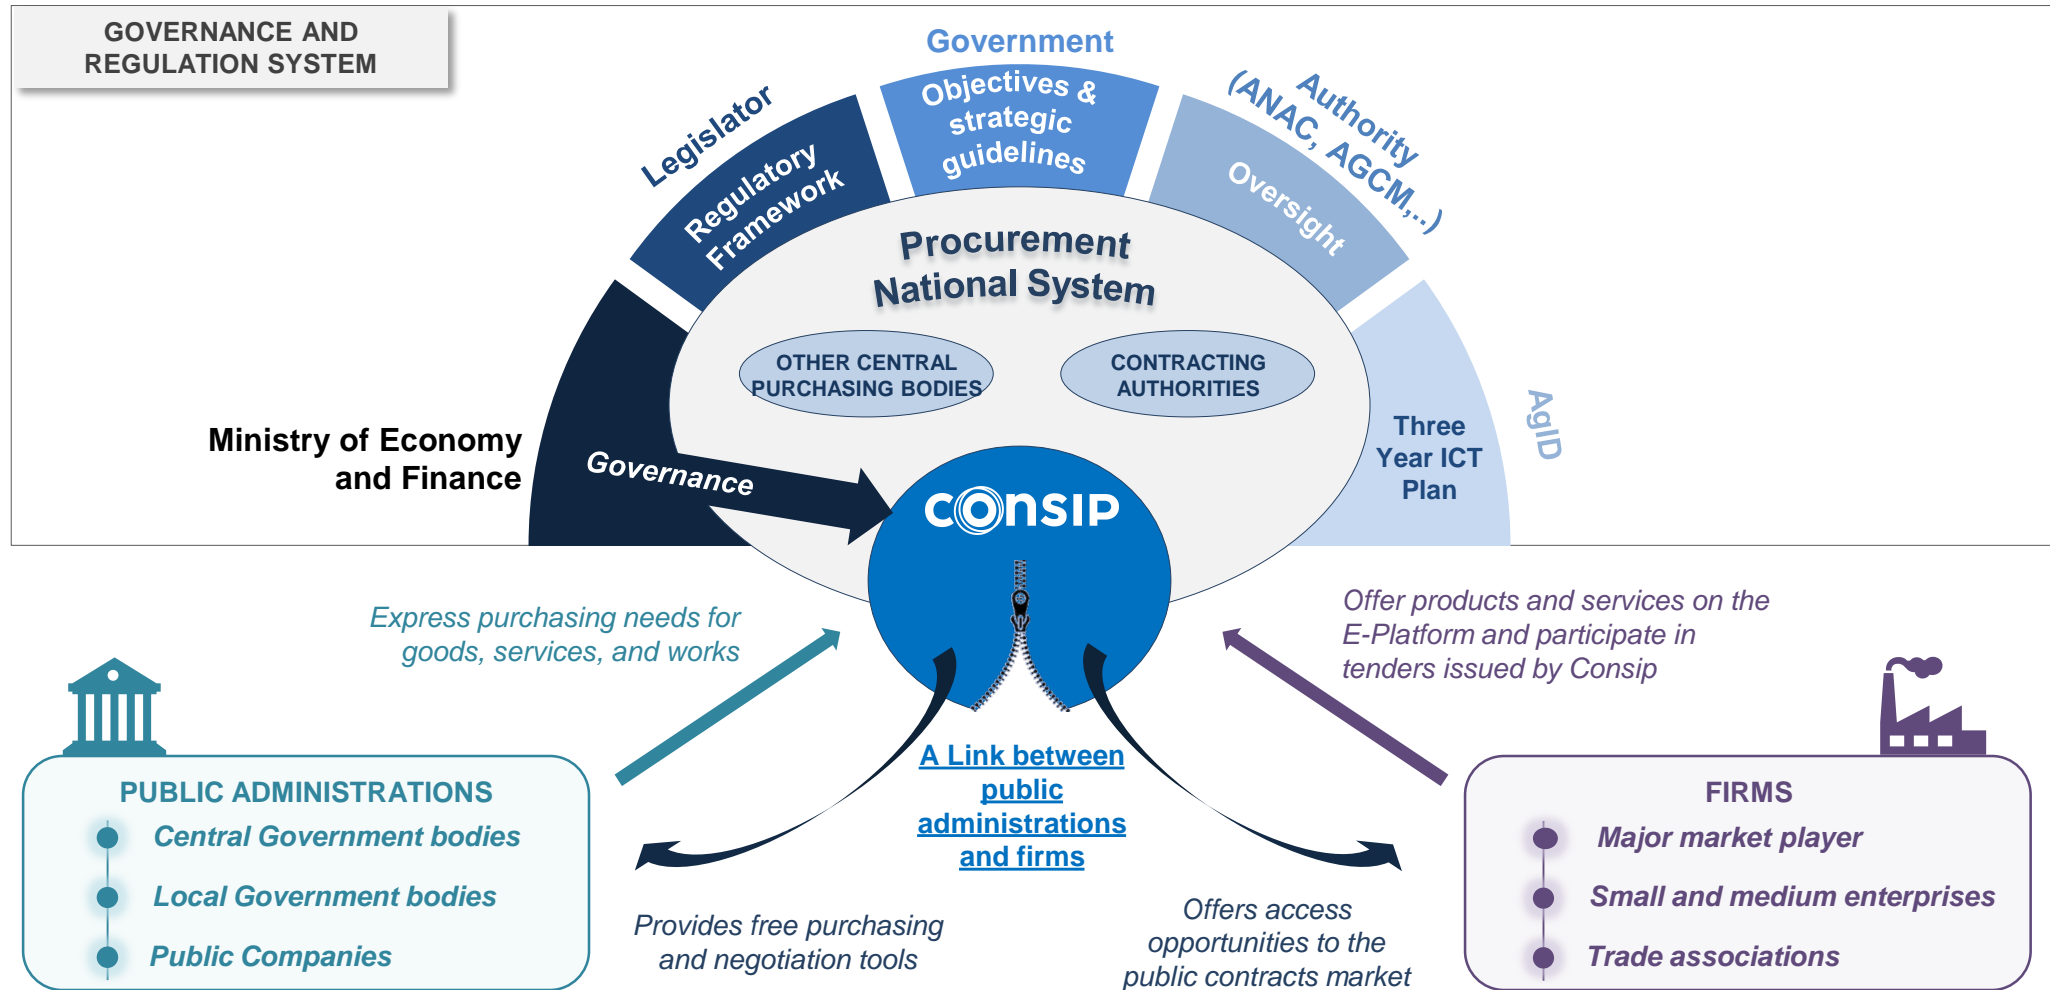 GOVERNANCE AND
REGULATION SYSTEM
Government
Objectives &
strategic
guidelines
Legislator
Regulatory
Framework
Authority
(ANAC, AGCM,..)
Oversight
Procurement
National System
OTHER CENTRAL
PURCHASING BODIES
CONTRACTING
AUTHORITIES
Ministry of Economy
and Finance
Governance
Three
Year ICT
Plan
AgID
consip
Express purchasing needs for
goods, services, and works
Offer products and services on the
E-Platform and participate in
tenders issued by Consip
A Link between
public
administrations
and firms
PUBLIC ADMINISTRATIONS
Central Government bodies
Local Government bodies
Public Companies
Provides free purchasing
and negotiation tools
Offers access
opportunities to the
public contracts market
FIRMS
Major market player
Small and medium enterprises
Trade associations